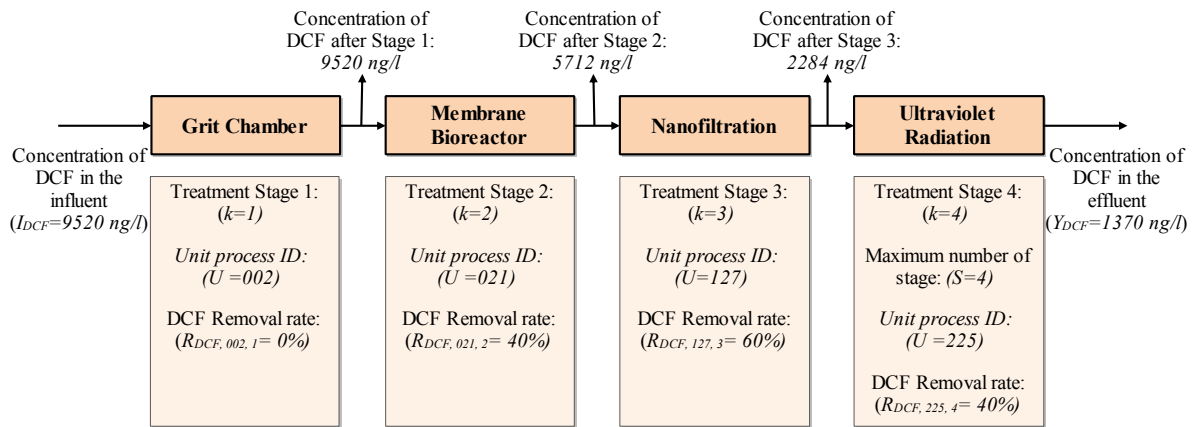 Concentration of
DCF after Stage 1:
9520 ng/l
Concentration of
DCF after Stage 2:
5712 ng/l
Concentration of
DCF after Stage 3:
2284 ng/l
Grit Chamber
Membrane
Bioreactor
Nanofiltration
Ultraviolet
Radiation
Concentration of
DCF in the
influent
(IDCF=9520 ng/l)
Treatment Stage 1:
(k=1)
Unit process ID:
(U =002)
DCF Removal rate:
(RDCF, 002, 1= 0%)
Treatment Stage 2:
(k=2)
Unit process ID:
(U =021)
DCF Removal rate:
(RDCF, 021, 2= 40%)
Treatment Stage 3:
(k=3)
Unit process ID:
(U=127)
DCF Removal rate:
(RDCF, 127, 3= 60%)
Treatment Stage 4:
(k=4)
Maximum number of
stage: (S=4)
Unit process ID:
(U =225)
DCF Removal rate:
(RDCF, 225, 4= 40%)
Concentration of
DCF in the
effluent
(YDCF=1370 ng/l)